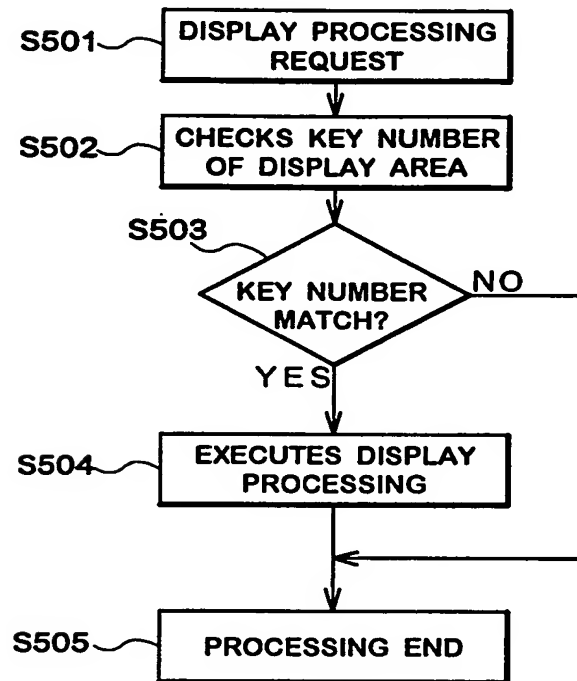 S501
DISPLAY PROCESSING
REQUEST
S502
CHECKS KEY NUMBER
OF DISPLAY AREA
S503
KEY NUMBER
MATCH?
NO
YES
S504
EXECUTES DISPLAY
PROCESSING
S505
PROCESSING END